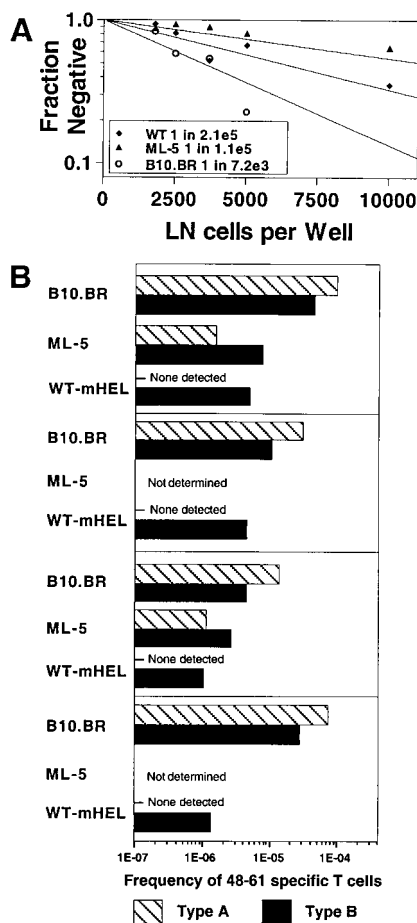 A
Fraction Negative
1.0
0.1
WT 1 in 2.1e5
ML-5 1 in 1.1e5
B10.BR 1 in 7.2e3
0 2500 5000 7500 10000
LN cells per Well
B
B10.BR
ML-5
WT-mHEL None detected
B10.BR
ML-5 Not determined
WT-mHEL None detected
B10.BR
ML-5
WT-mHEL None detected
B10.BR
ML-5 Not determined
WT-mHEL None detected
1E-07 1E-06 1E-05 1E-04
Frequency of 48-61 specific T cells
Type A Type B